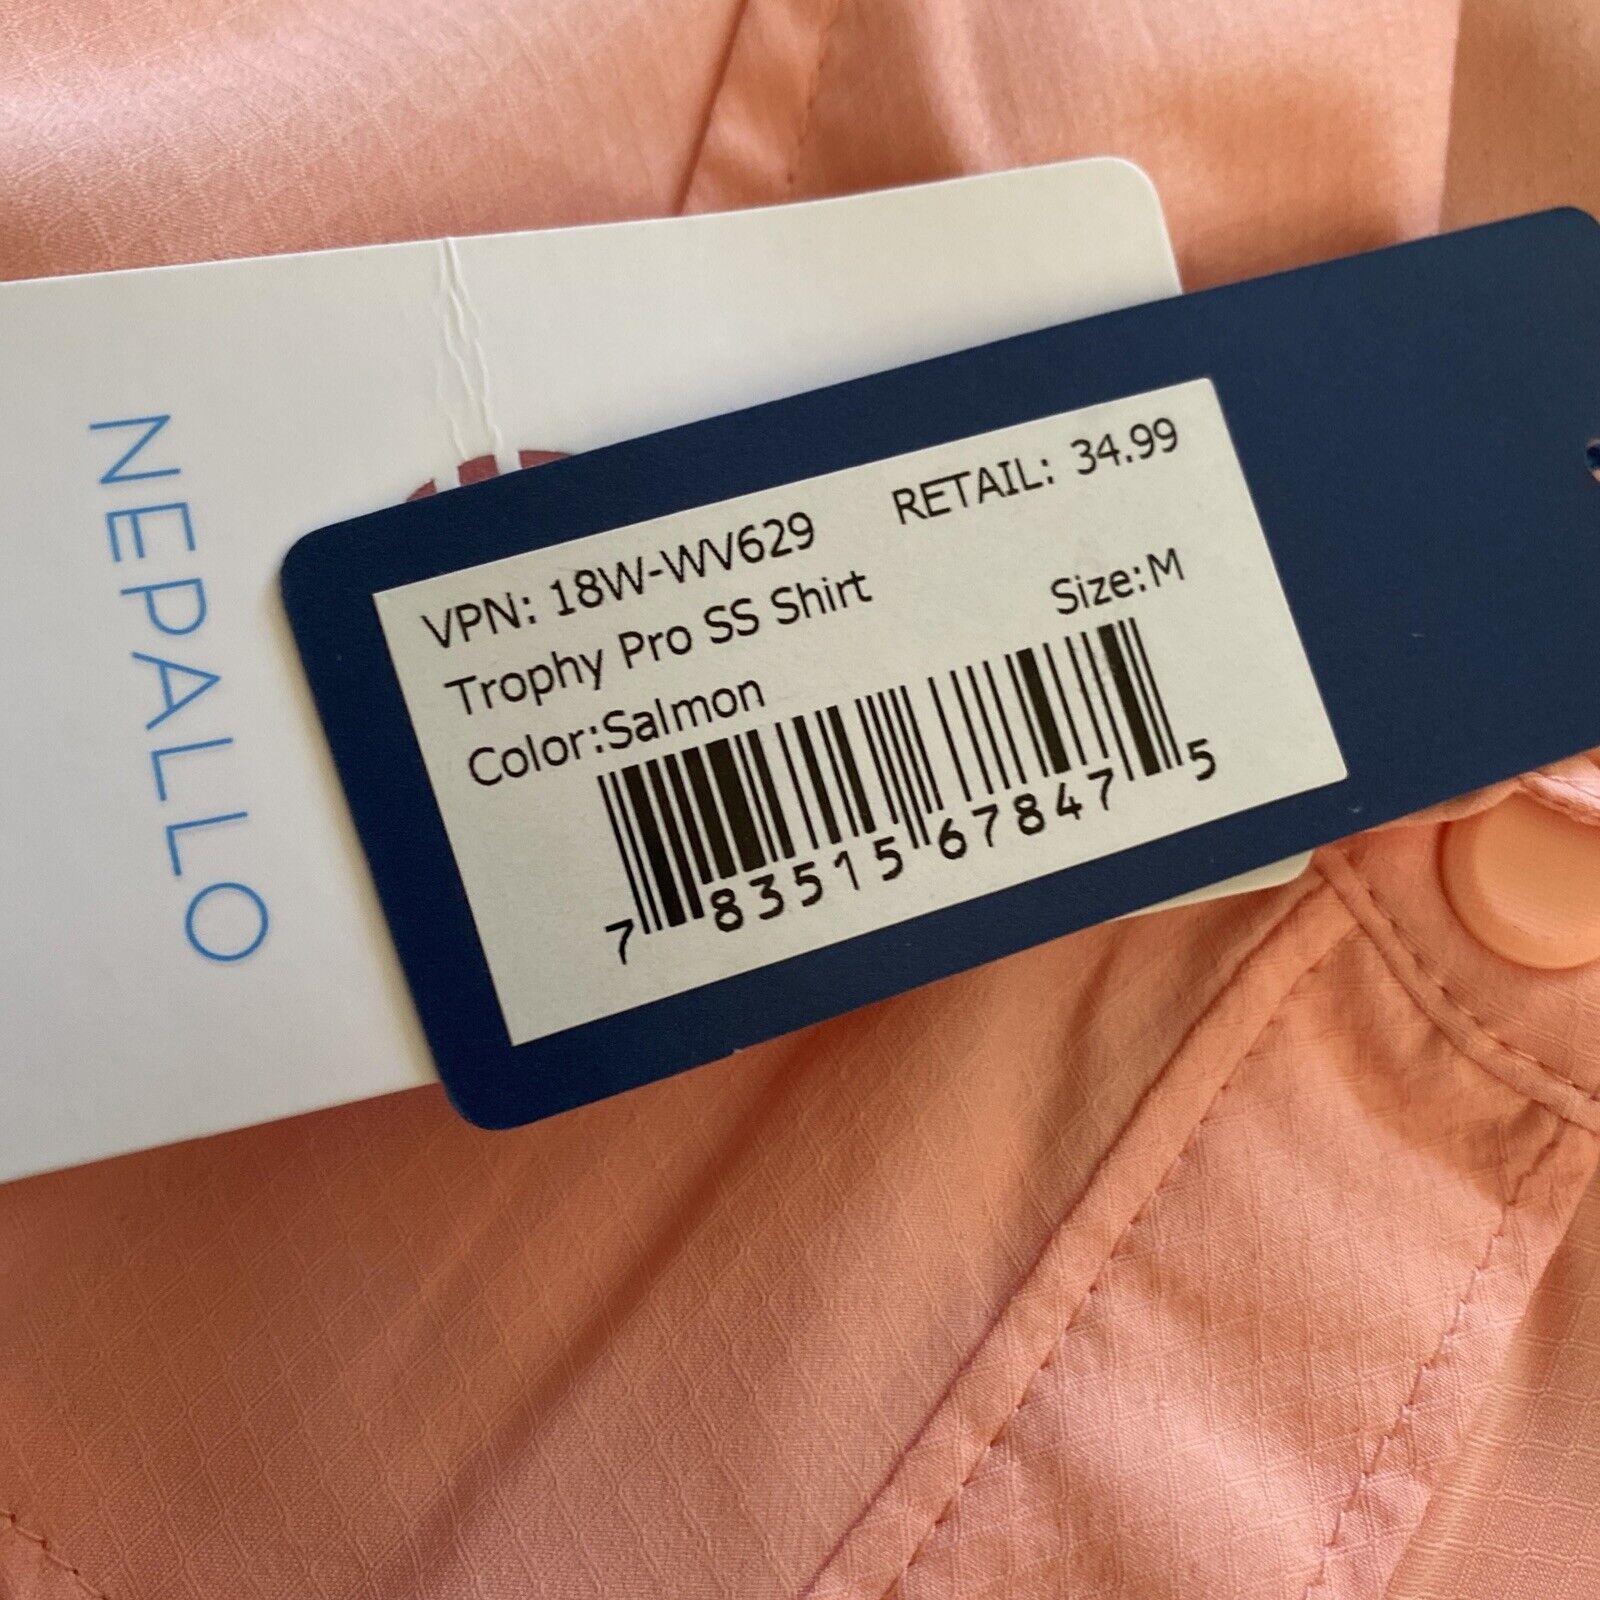 NEPALLO
VPN: 18W-WV629 RETAIL: 34.99
Trophy Pro SS Shirt Size:M
Color:Salmon
7 83515 67847 5